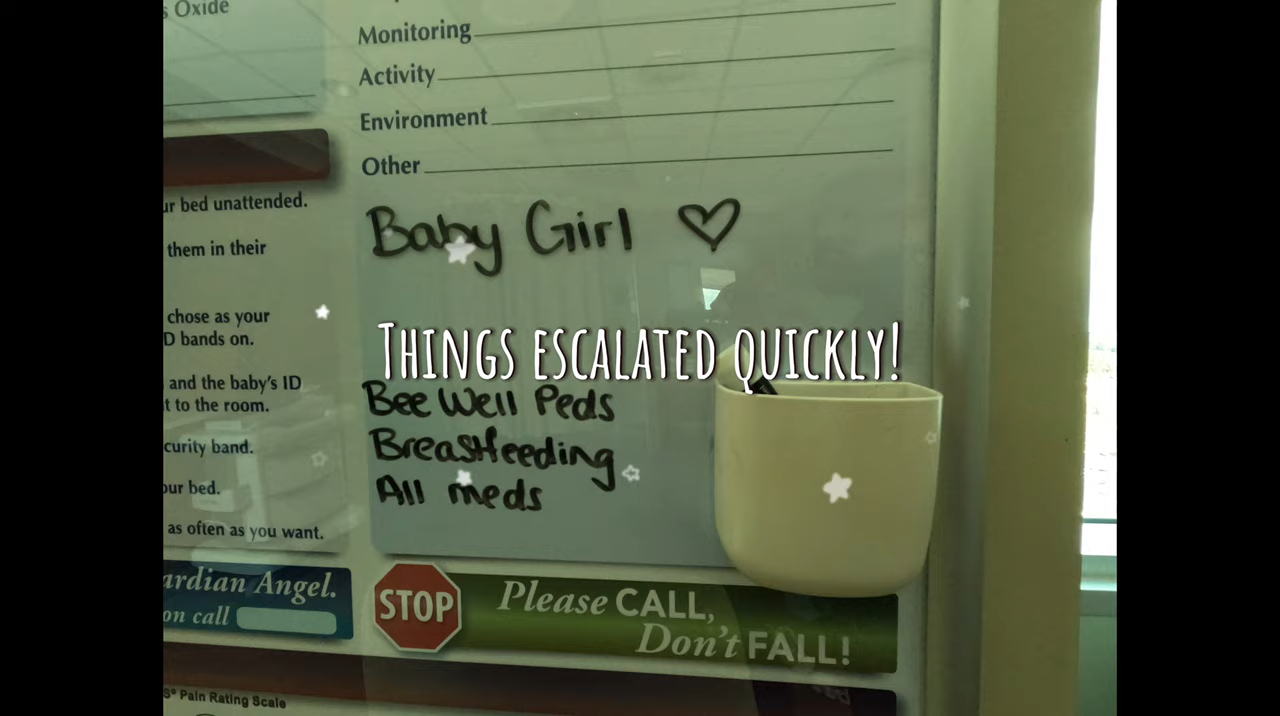 s Oxide
Monitoring
Activity
Environment
Other
ur bed unattended.
them in their
chose as your
D bands on.
and the baby's ID
t to the room.
curity band.
our bed.
as often as you want.
Baby Girl
Things escalated quickly!
Bee Well Peds
Breastfeeding
All meds
ardian Angel.
on call
STOP
Please CALL,
Don't FALL!
S® Pain Rating Scale